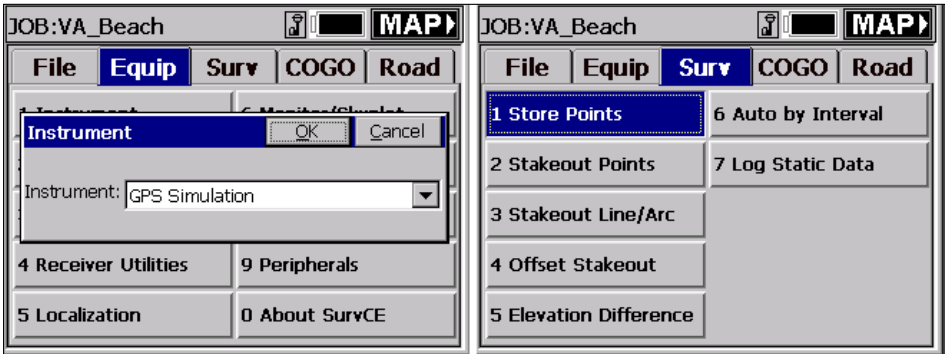 JOB:VA_Beach
MAP
File Equip Surv COGO Road
Instrument
OK
Cancel
Instrument: GPS Simulation
4 Receiver Utilities
9 Peripherals
5 Localization
0 About SurvCE
JOB:VA_Beach
MAP
File Equip Surv COGO Road
1 Store Points
6 Auto by Interval
2 Stakeout Points
7 Log Static Data
3 Stakeout Line/Arc
4 Offset Stakeout
5 Elevation Difference